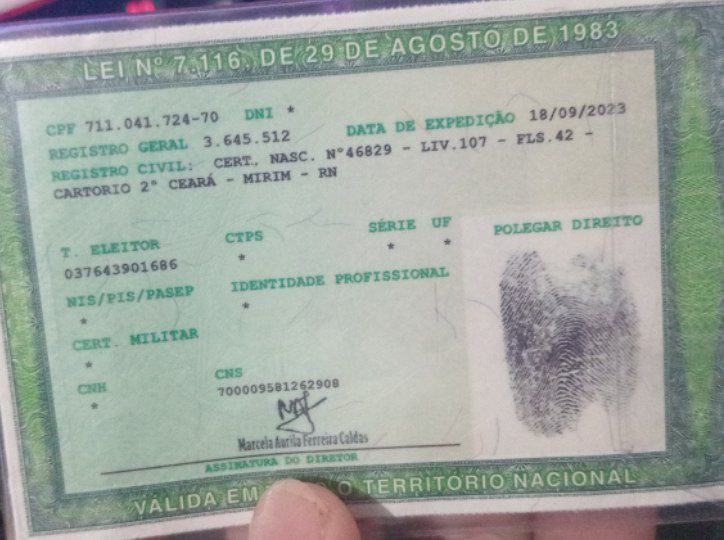 LEI Nº 7.116, DE 29 DE AGOSTO DE 1983
CPF 711.041.724-70 DNI *
REGISTRO GERAL 3.645.512 DATA DE EXPEDIÇÃO 18/09/2023
REGISTRO CIVIL: CERT. NASC. Nº46829 - LIV.107 - FLS.42 -
CARTORIO 2º CEARÁ - MIRIM - RN
T. ELEITOR CTPS SÉRIE UF POLEGAR DIREITO
037643901686 * * *
NIS/PIS/PASEP IDENTIDADE PROFISSIONAL
* *
CERT. MILITAR
*
CNH CNS
* 700009581262908
Marcela Aurila Ferreira Caldas
ASSINATURA DO DIRETOR
VÁLIDA EM O TERRITÓRIO NACIONAL